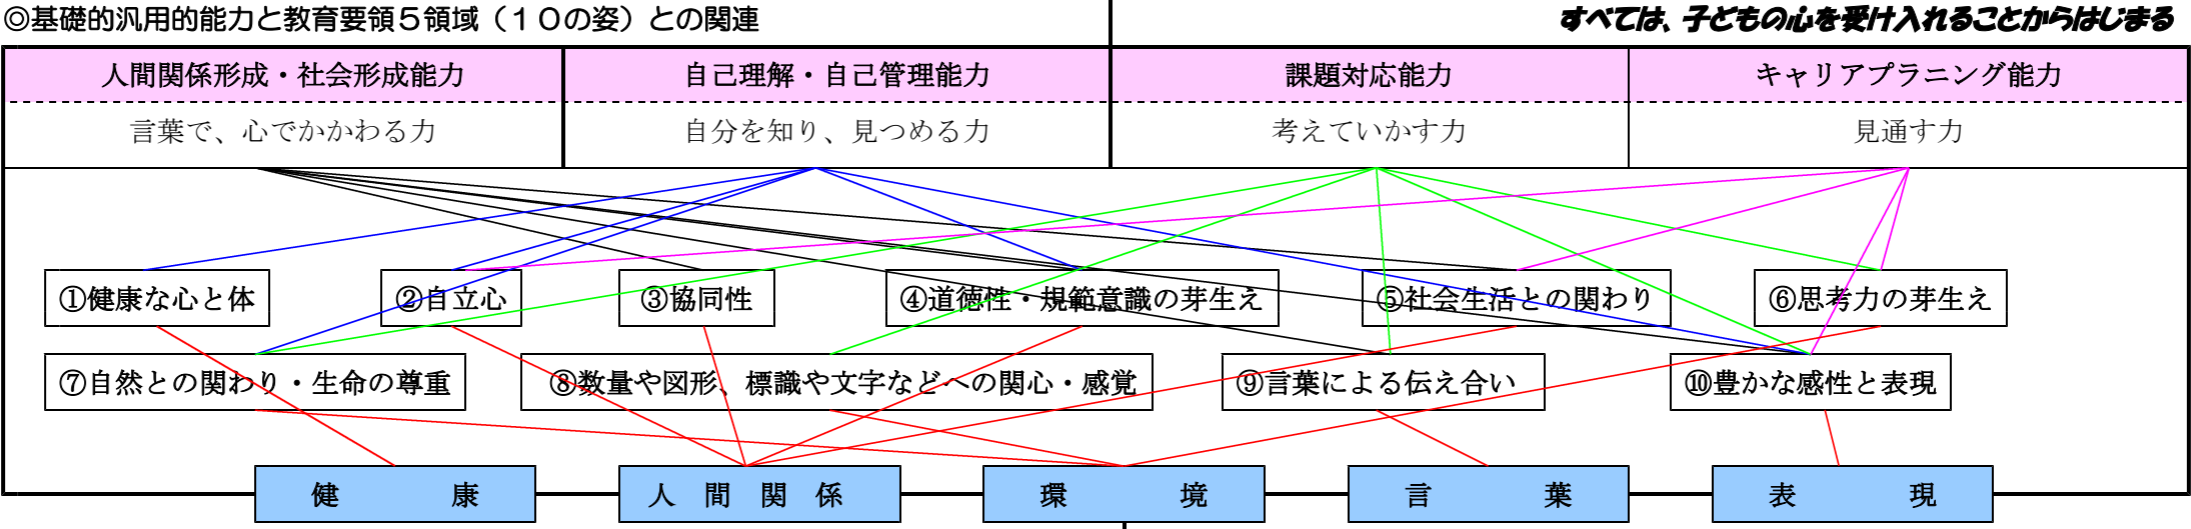 ◎基礎的汎用的能力と教育要領５領域（１０の姿）との関連
すべては、子どもの心を受け入れることからはじまる
人間関係形成・社会形成能力
自己理解・自己管理能力
課題対応能力
キャリアプラニング能力
言葉で、心でかかわる力
自分を知り、見つめる力
考えていかす力
見通す力
①健康な心と体
②自立心
③協同性
④道徳性・規範意識の芽生え
⑤社会生活との関わり
⑥思考力の芽生え
⑦自然との関わり・生命の尊重
⑧数量や図形、標識や文字などへの関心・感覚
⑨言葉による伝え合い
⑩豊かな感性と表現
健　　康
人 間 関 係
環　　境
言　　葉
表　　現